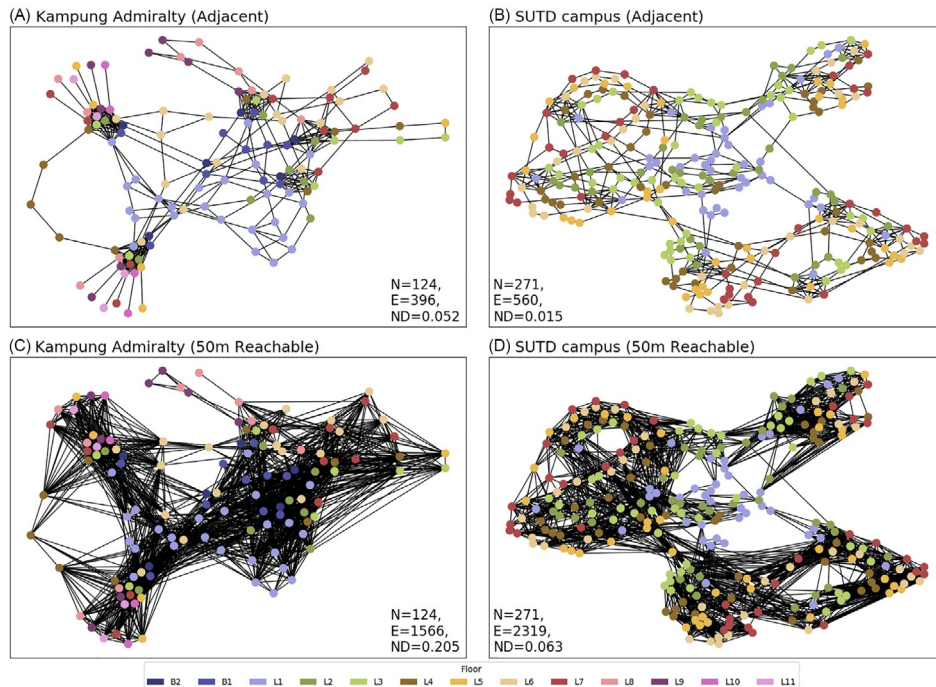 (A) Kampung Admiralty (Adjacent)
N=124,
E=396,
ND=0.052
(B) SUTD campus (Adjacent)
N=271,
E=560,
ND=0.015
(C) Kampung Admiralty (50m Reachable)
N=124,
E=1566,
ND=0.205
(D) SUTD campus (50m Reachable)
N=271,
E=2319,
ND=0.063
Floor
B2 B1 L1 L2 L3 L4 L5 L6 L7 L8 L9 L10 L11